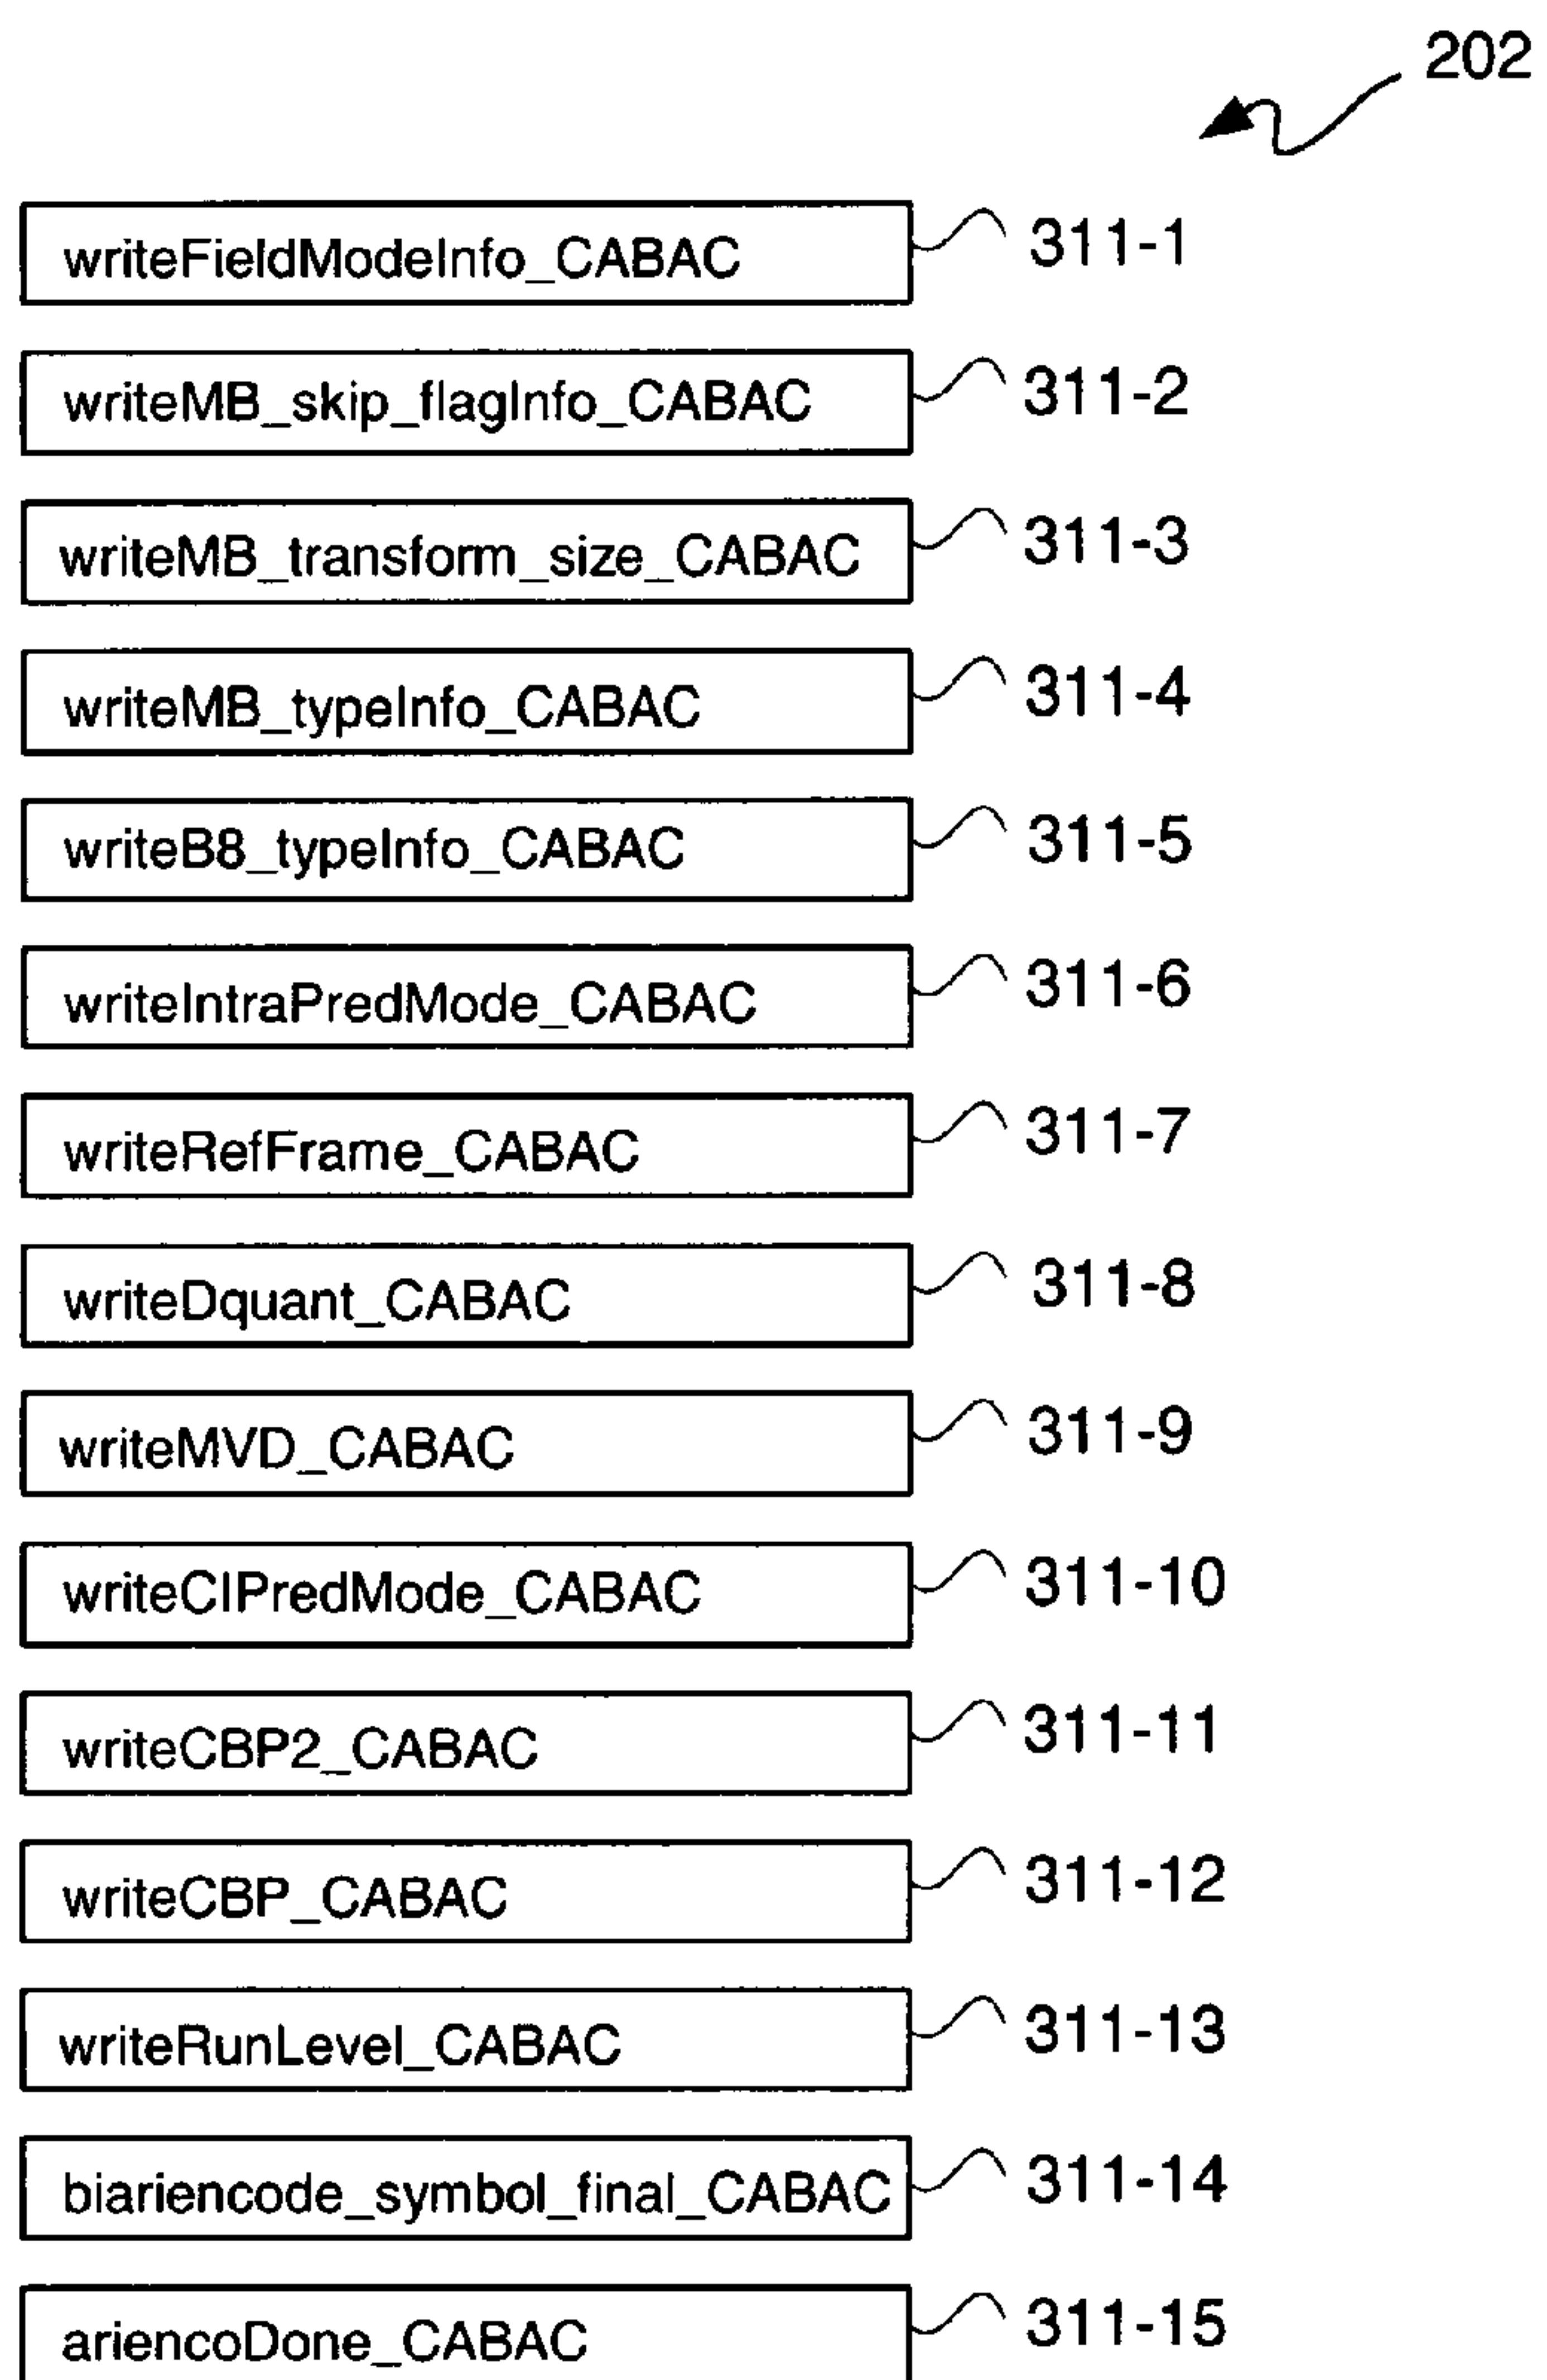 202
writeFieldModeInfo_CABAC 311-1
writeMB_skip_flagInfo_CABAC 311-2
writeMB_transform_size_CABAC 311-3
writeMB_typeInfo_CABAC 311-4
writeB8_typeInfo_CABAC 311-5
writeIntraPredMode_CABAC 311-6
writeRefFrame_CABAC 311-7
writeDquant_CABAC 311-8
writeMVD_CABAC 311-9
writeCIPredMode_CABAC 311-10
writeCBP2_CABAC 311-11
writeCBP_CABAC 311-12
writeRunLevel_CABAC 311-13
biariencode_symbol_final_CABAC 311-14
ariencoDone_CABAC 311-15